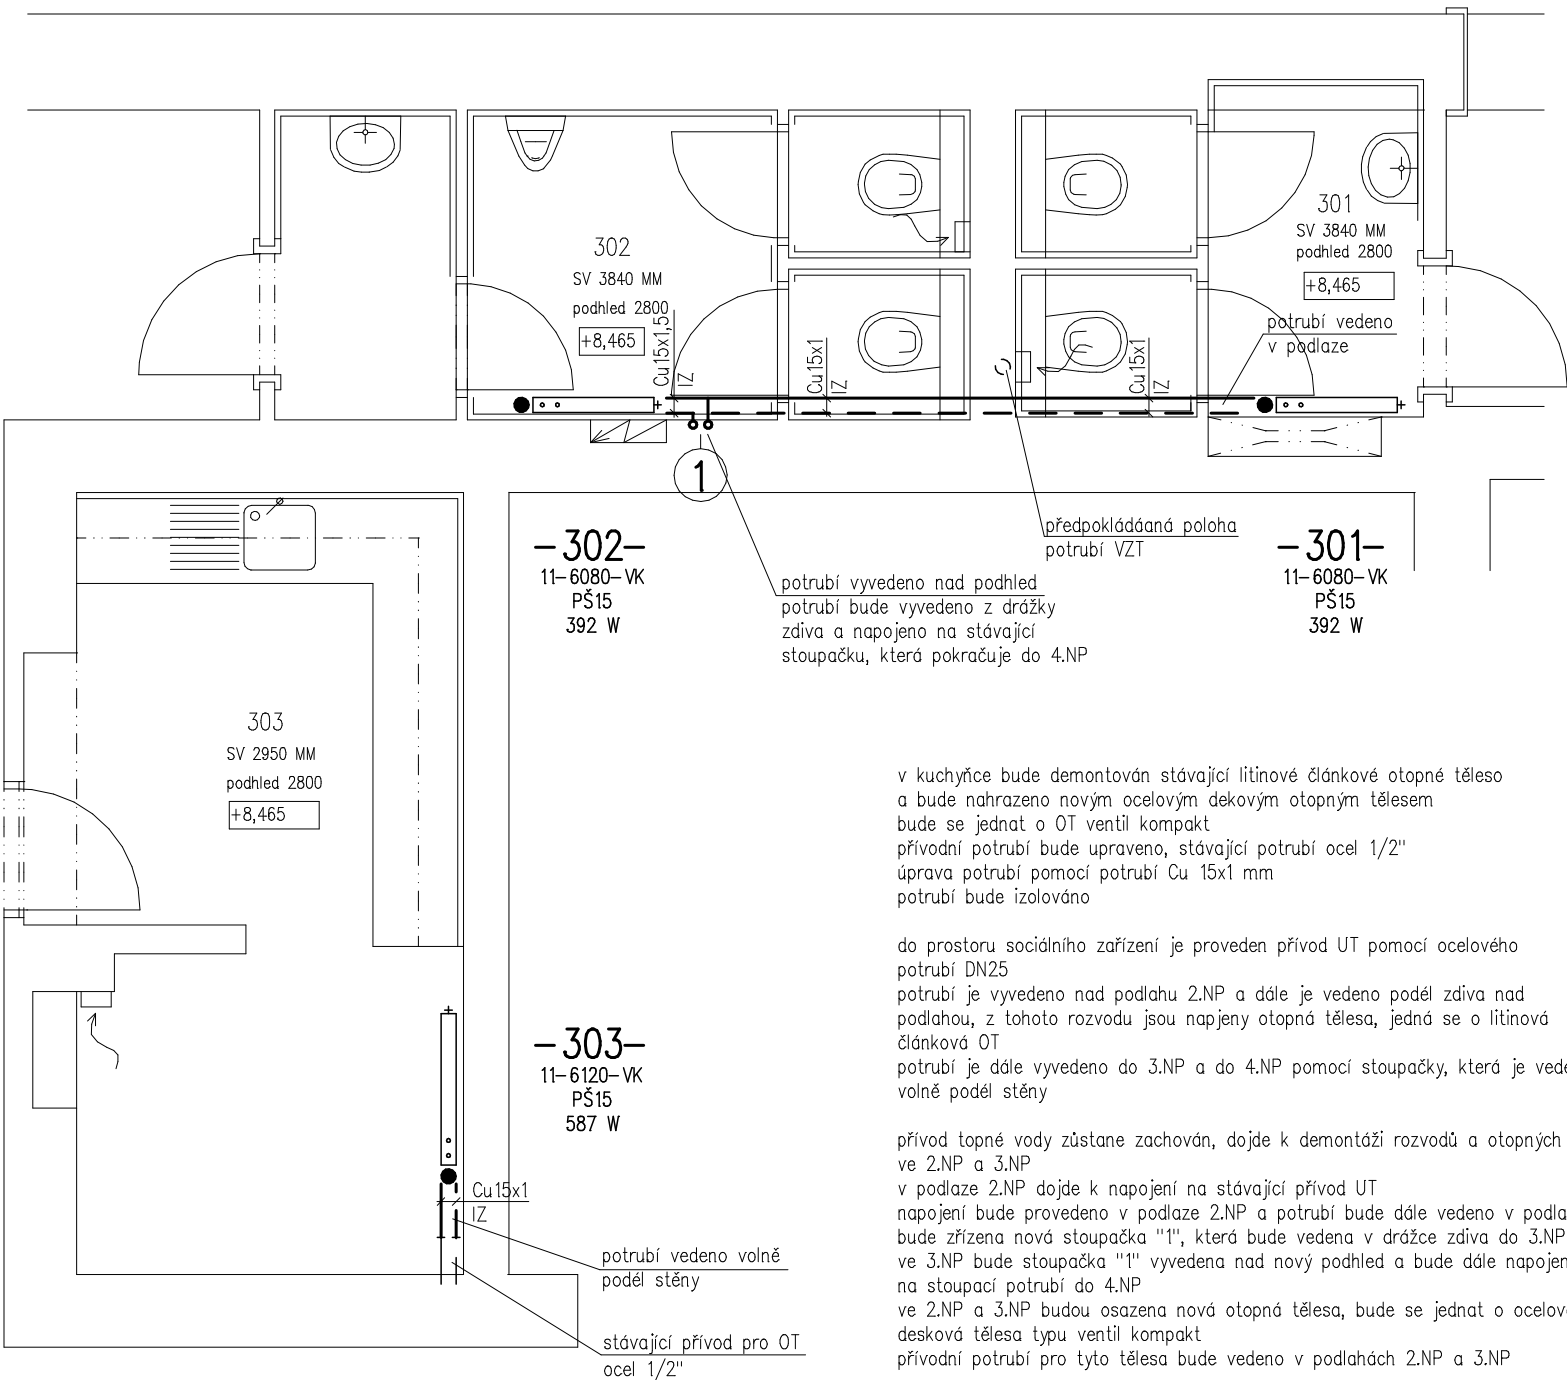 301
SV 3840 MM
podhled 2800
+8,465
potrubí vedeno
v podlaze
302
SV 3840 MM
podhled 2800
+8,465
Cu15x1,5
IZ
Cu15x1
IZ
Cu15x1
IZ
1
předpokládáaná poloha
potrubí VZT
-302-
11-6080-VK
PŠ15
392 W
-301-
11-6080-VK
PŠ15
392 W
potrubí vyvedeno nad podhled
potrubí bude vyvedeno z drážky
zdiva a napojeno na stávající
stoupačku, která pokračuje do 4.NP
303
SV 2950 MM
podhled 2800
+8,465
-303-
11-6120-VK
PŠ15
587 W
Cu15x1
IZ
potrubí vedeno volně
podél stěny
stávající přívod pro OT
ocel 1/2"
v kuchyňce bude demontován stávající litinové článkové otopné těleso
a bude nahrazeno novým ocelovým dekovým otopným tělesem
bude se jednat o OT ventil kompakt
přívodní potrubí bude upraveno, stávající potrubí ocel 1/2"
úprava potrubí pomocí potrubí Cu 15x1 mm
potrubí bude izolováno
do prostoru sociálního zařízení je proveden přívod UT pomocí ocelového
potrubí DN25
potrubí je vyvedeno nad podlahu 2.NP a dále je vedeno podél zdiva nad
podlahou, z tohoto rozvodu jsou napjeny otopná tělesa, jedná se o litinová
článková OT
potrubí je dále vyvedeno do 3.NP a do 4.NP pomocí stoupačky, která je vede
volně podél stěny
přívod topné vody zůstane zachován, dojde k demontáži rozvodů a otopných
ve 2.NP a 3.NP
v podlaze 2.NP dojde k napojení na stávající přívod UT
napojení bude provedeno v podlaze 2.NP a potrubí bude dále vedeno v podla
bude zřízena nová stoupačka "1", která bude vedena v drážce zdiva do 3.NP
ve 3.NP bude stoupačka "1" vyvedena nad nový podhled a bude dále napojen
na stoupací potrubí do 4.NP
ve 2.NP a 3.NP budou osazena nová otopná tělesa, bude se jednat o ocelov
desková tělesa typu ventil kompakt
přívodní potrubí pro tyto tělesa bude vedeno v podlahách 2.NP a 3.NP